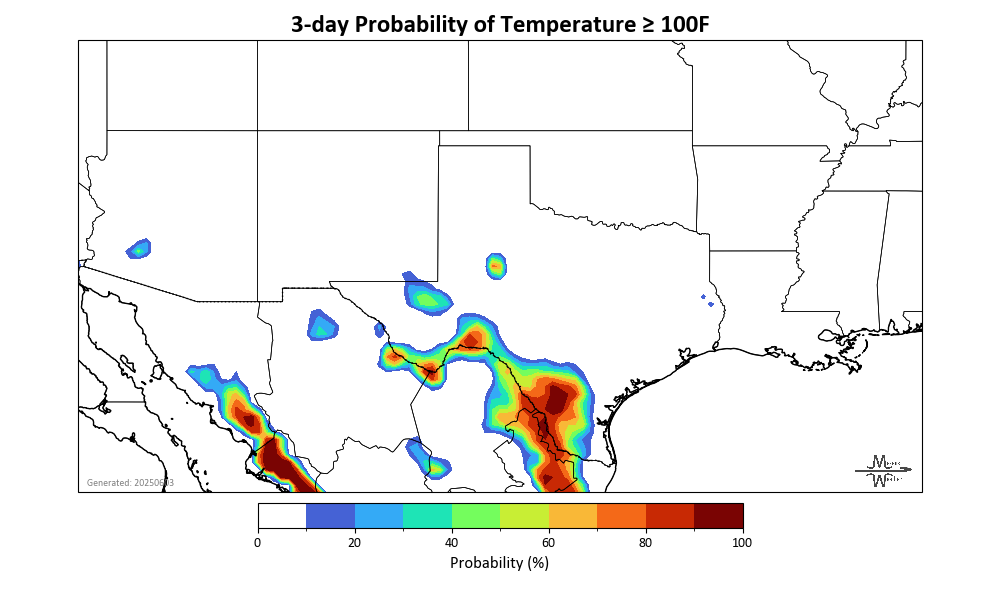 3-day Probability of Temperature ≥ 100F
Generated: 20250603
0 20 40 60 80 100
Probability (%)